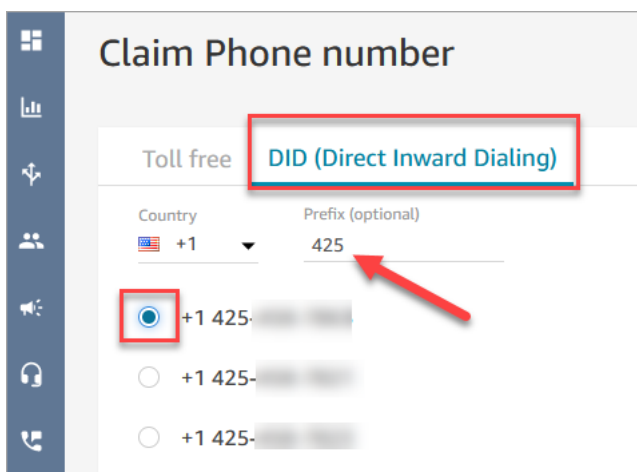 Claim Phone number
Toll free DID (Direct Inward Dialing)
Country Prefix (optional)
+1 425
+1 425-
+1 425-
+1 425-